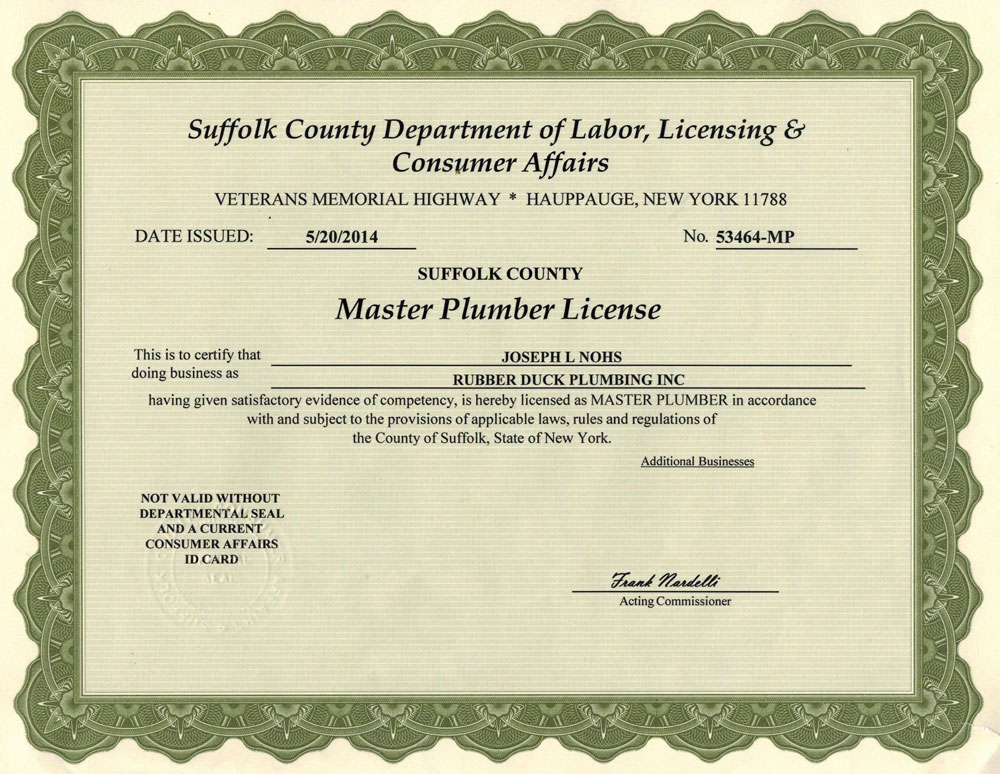 Suffolk County Department of Labor, Licensing &
Consumer Affairs
VETERANS MEMORIAL HIGHWAY * HAUPPAUGE, NEW YORK 11788
DATE ISSUED: 5/20/2014 No. 53464-MP
SUFFOLK COUNTY
Master Plumber License
This is to certify that JOSEPH L NOHS
doing business as RUBBER DUCK PLUMBING INC
having given satisfactory evidence of competency, is hereby licensed as MASTER PLUMBER in accordance
with and subject to the provisions of applicable laws, rules and regulations of
the County of Suffolk, State of New York.
Additional Businesses
NOT VALID WITHOUT
DEPARTMENTAL SEAL
AND A CURRENT
CONSUMER AFFAIRS
ID CARD
Frank Nardelli
Acting Commissioner